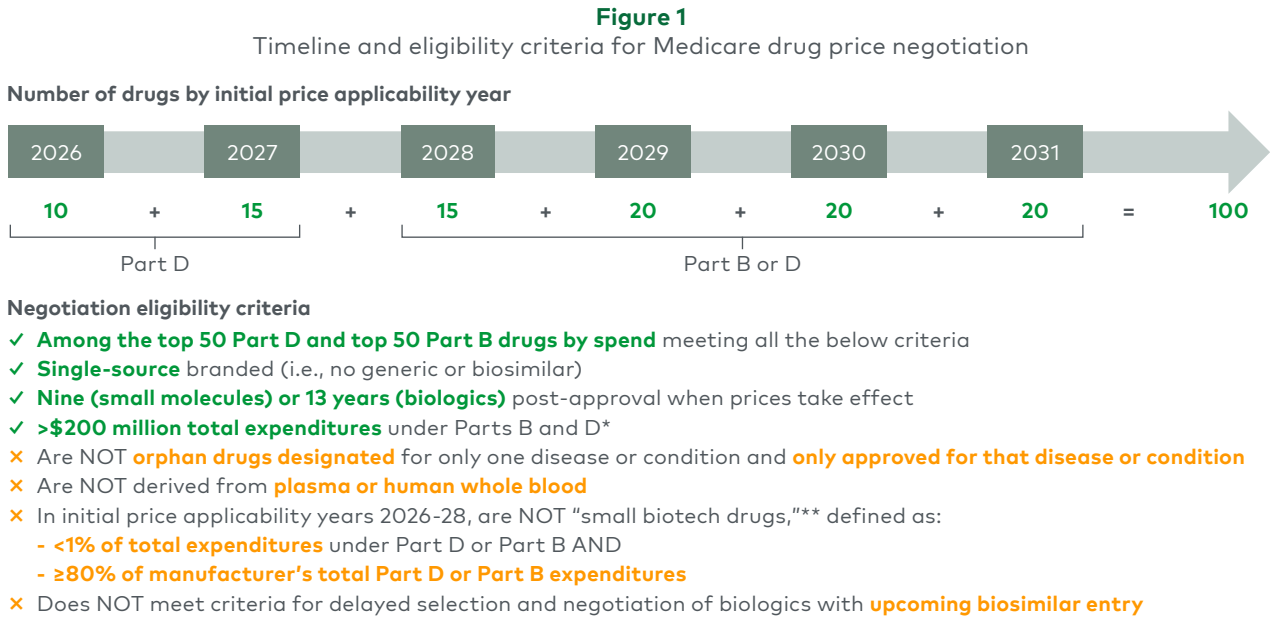 Figure 1
Timeline and eligibility criteria for Medicare drug price negotiation
Number of drugs by initial price applicability year
2026 2027 2028 2029 2030 2031
10 + 15 + 15 + 20 + 20 + 20 = 100
Part D Part B or D
Negotiation eligibility criteria
✓ Among the top 50 Part D and top 50 Part B drugs by spend meeting all the below criteria
✓ Single-source branded (i.e., no generic or biosimilar)
✓ Nine (small molecules) or 13 years (biologics) post-approval when prices take effect
✓ >$200 million total expenditures under Parts B and D*
× Are NOT orphan drugs designated for only one disease or condition and only approved for that disease or condition
× Are NOT derived from plasma or human whole blood
× In initial price applicability years 2026-28, are NOT “small biotech drugs,”** defined as:
- <1% of total expenditures under Part D or Part B AND
- ≥80% of manufacturer’s total Part D or Part B expenditures
× Does NOT meet criteria for delayed selection and negotiation of biologics with upcoming biosimilar entry